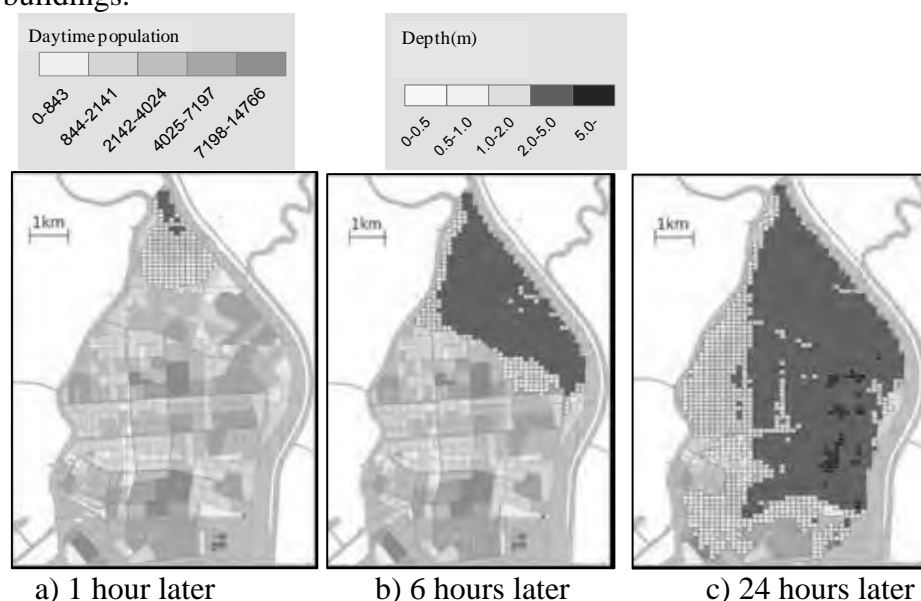 buildings.
Daytime population
0-843
844-2141
2142-4024
4025-7197
7198-14766
Depth(m)
0-0.5
0.5-1.0
1.0-2.0
2.0-5.0
5.0-
1km
1km
1km
a) 1 hour later
b) 6 hours later
c) 24 hours later